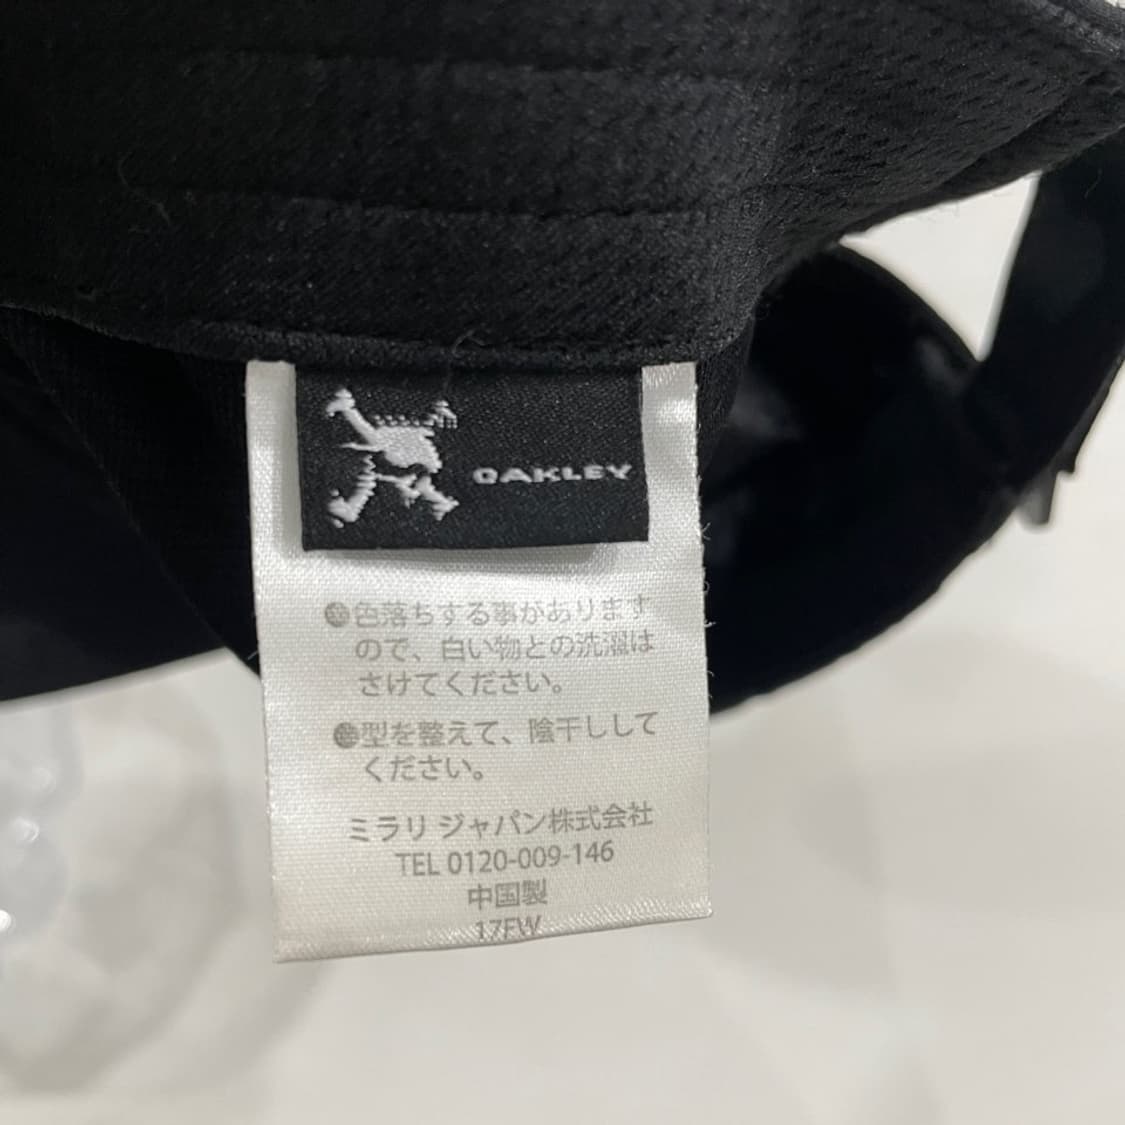 OAKLEY
●色落ちする事があります
ので、白い物との洗濯は
さけてください。
●型を整えて、陰干しして
ください。
ミラリ ジャパン株式会社
TEL 0120-009-146
中国製
17FW